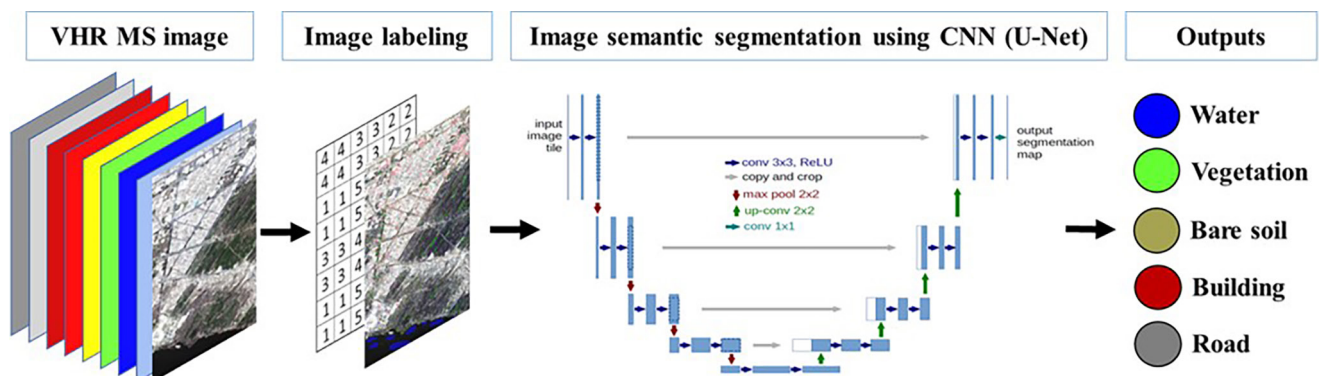 VHR MS image
Image labeling
Image semantic segmentation using CNN (U-Net)
Outputs
input
image
tile
conv 3x3, ReLU
copy and crop
max pool 2x2
up-conv 2x2
conv 1x1
output
segmentation
map
4 4 3 3 2 2
4 4 3 3 2 2
1 1 5
1 1 5
3 3 4
3 3 4
1 1 5
1 1 5
Water
Vegetation
Bare soil
Building
Road